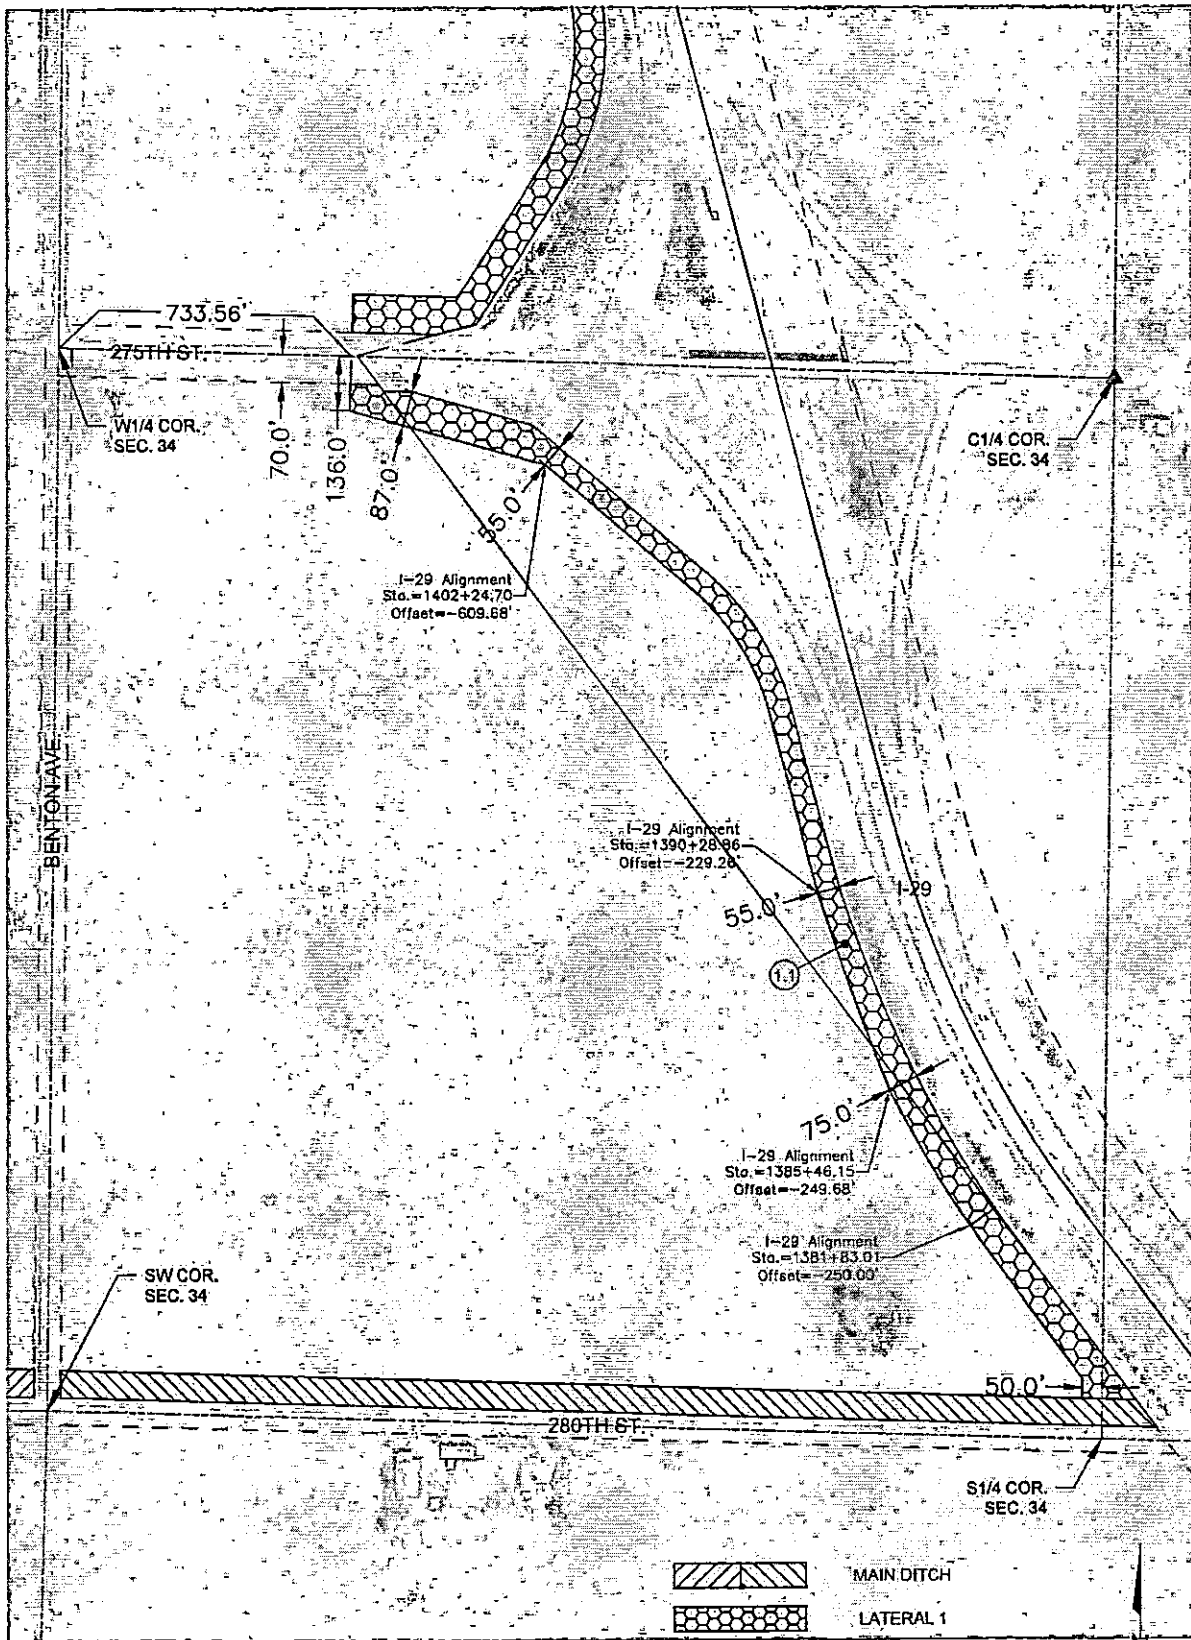 733.56'
275TH ST.
W1/4 COR.
SEC. 34
70.0'
136.0'
87.0'
55.0'
C1/4 COR.
SEC. 34
I-29 Alignment
Sta.=1402+24.70
Offset=-609.68'
BENTON AVE.
I-29 Alignment
Sta.=1390+28.86
Offset=-229.26'
I-29
55.0'
1.1
75.0'
I-29 Alignment
Sta.=1385+46.15
Offset=-249.68'
I-29 Alignment
Sta.=1381+83.01
Offset=-250.00'
SW COR.
SEC. 34
50.0'
280TH ST.
S1/4 COR.
SEC. 34
MAIN DITCH
LATERAL 1